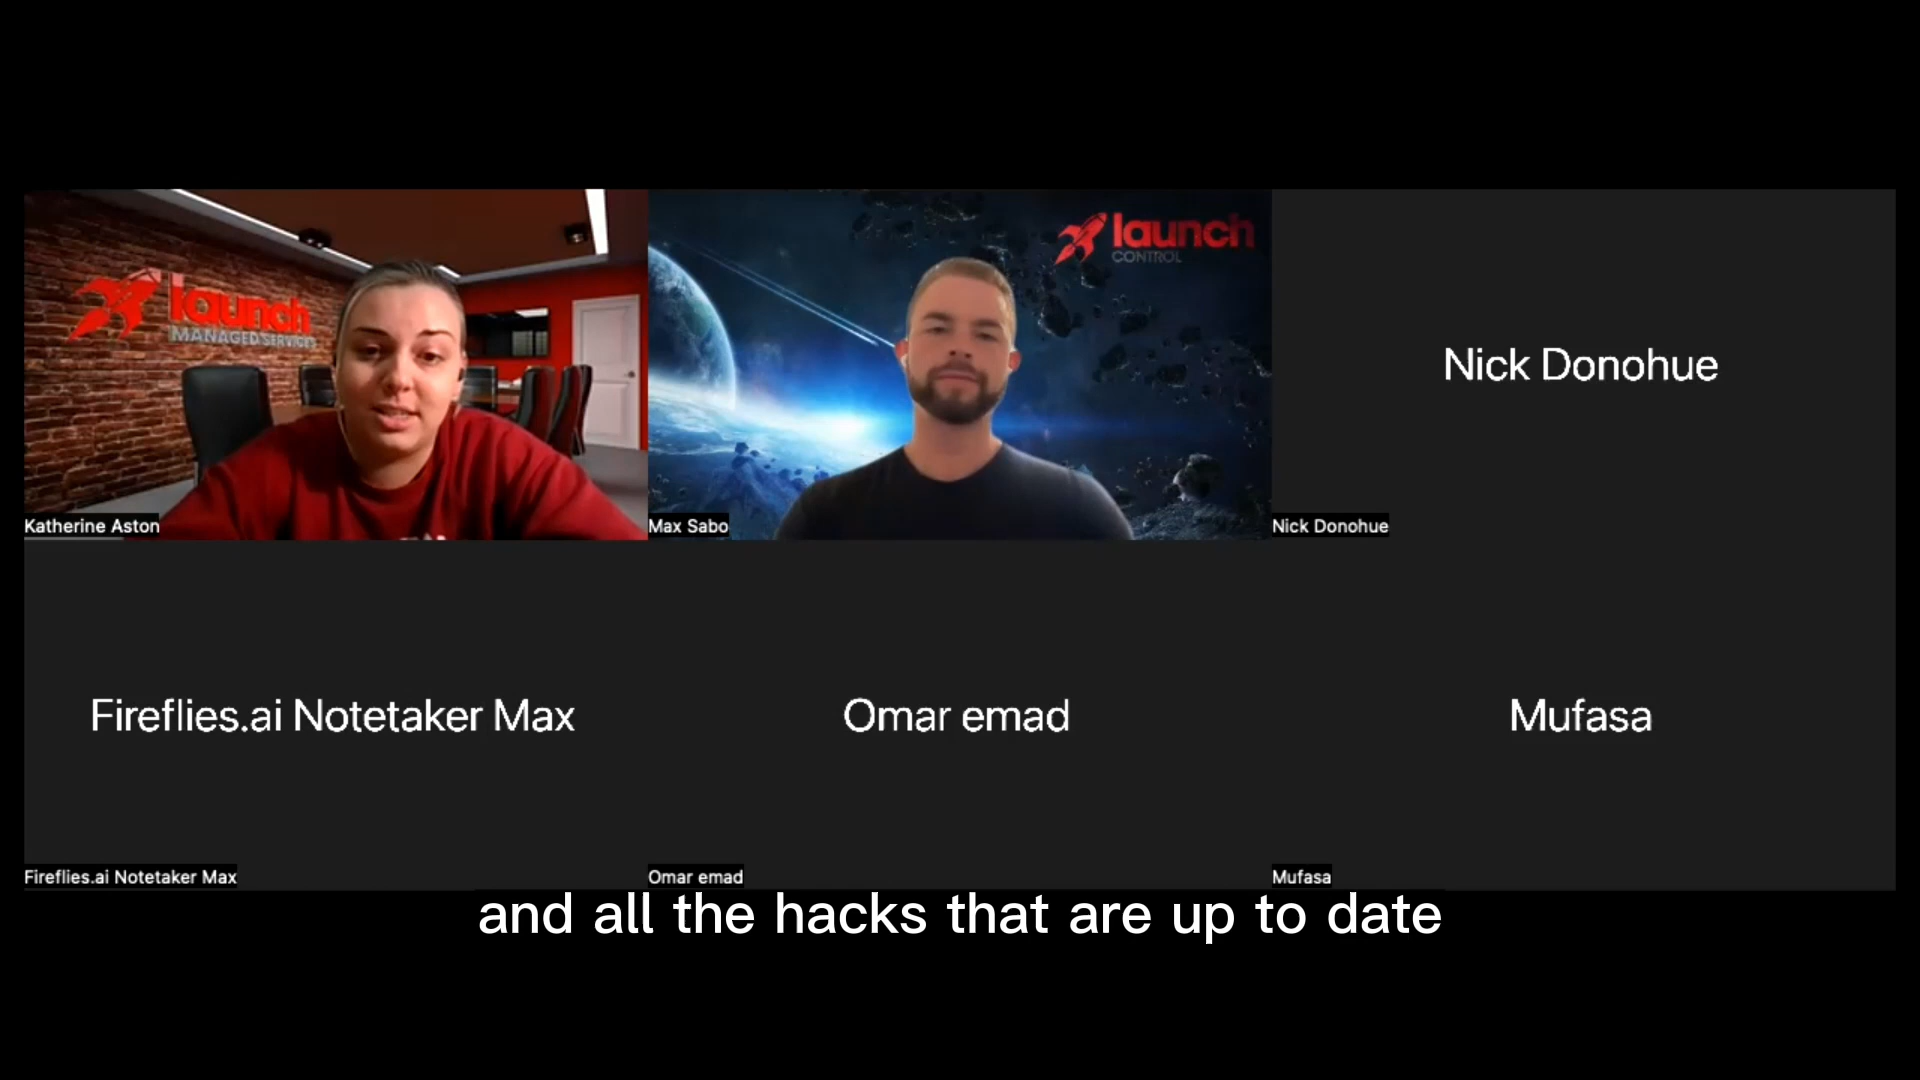 launch
MANAGED SERVICES
Katherine Aston
launch
CONTROL
Max Sabo
Nick Donohue
Nick Donohue
Fireflies.ai Notetaker Max
Fireflies.ai Notetaker Max
Omar emad
Omar emad
Mufasa
Mufasa
and all the hacks that are up to date